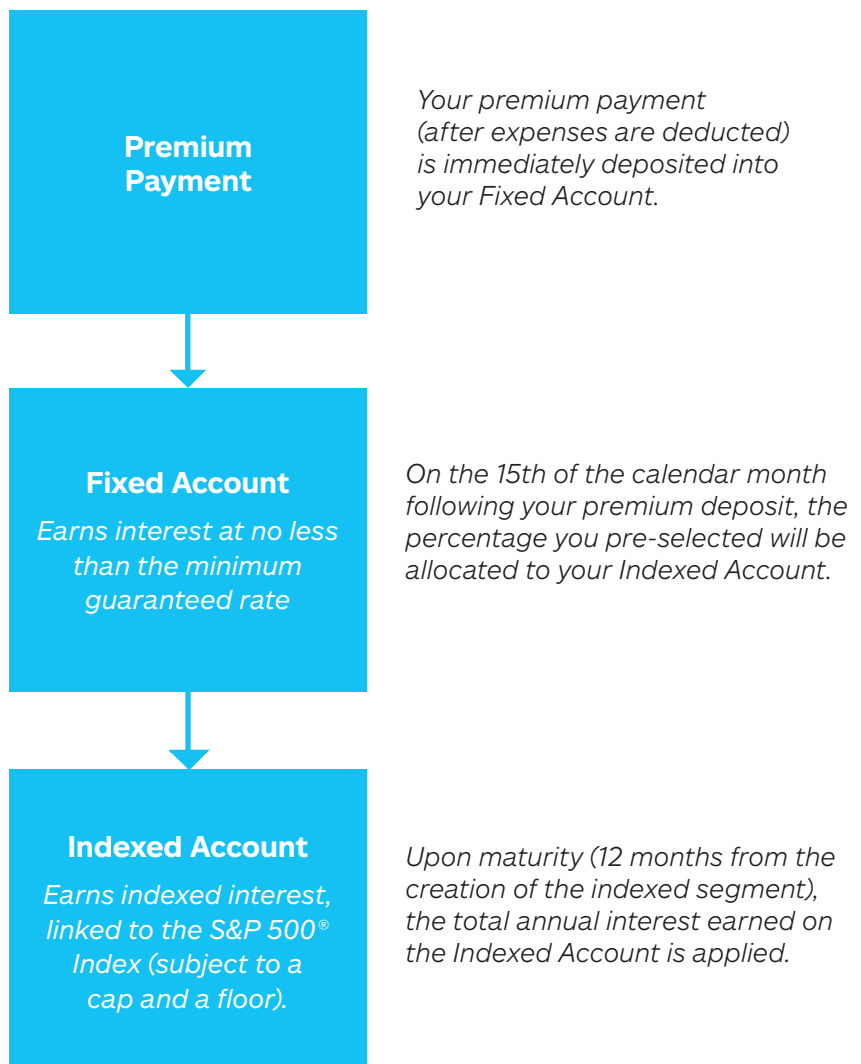 Premium
Payment
Your premium payment
(after expenses are deducted)
is immediately deposited into
your Fixed Account.
Fixed Account
Earns interest at no less
than the minimum
guaranteed rate
On the 15th of the calendar month
following your premium deposit, the
percentage you pre-selected will be
allocated to your Indexed Account.
Indexed Account
Earns indexed interest,
linked to the S&P 500®
Index (subject to a
cap and a floor).
Upon maturity (12 months from the
creation of the indexed segment),
the total annual interest earned on
the Indexed Account is applied.